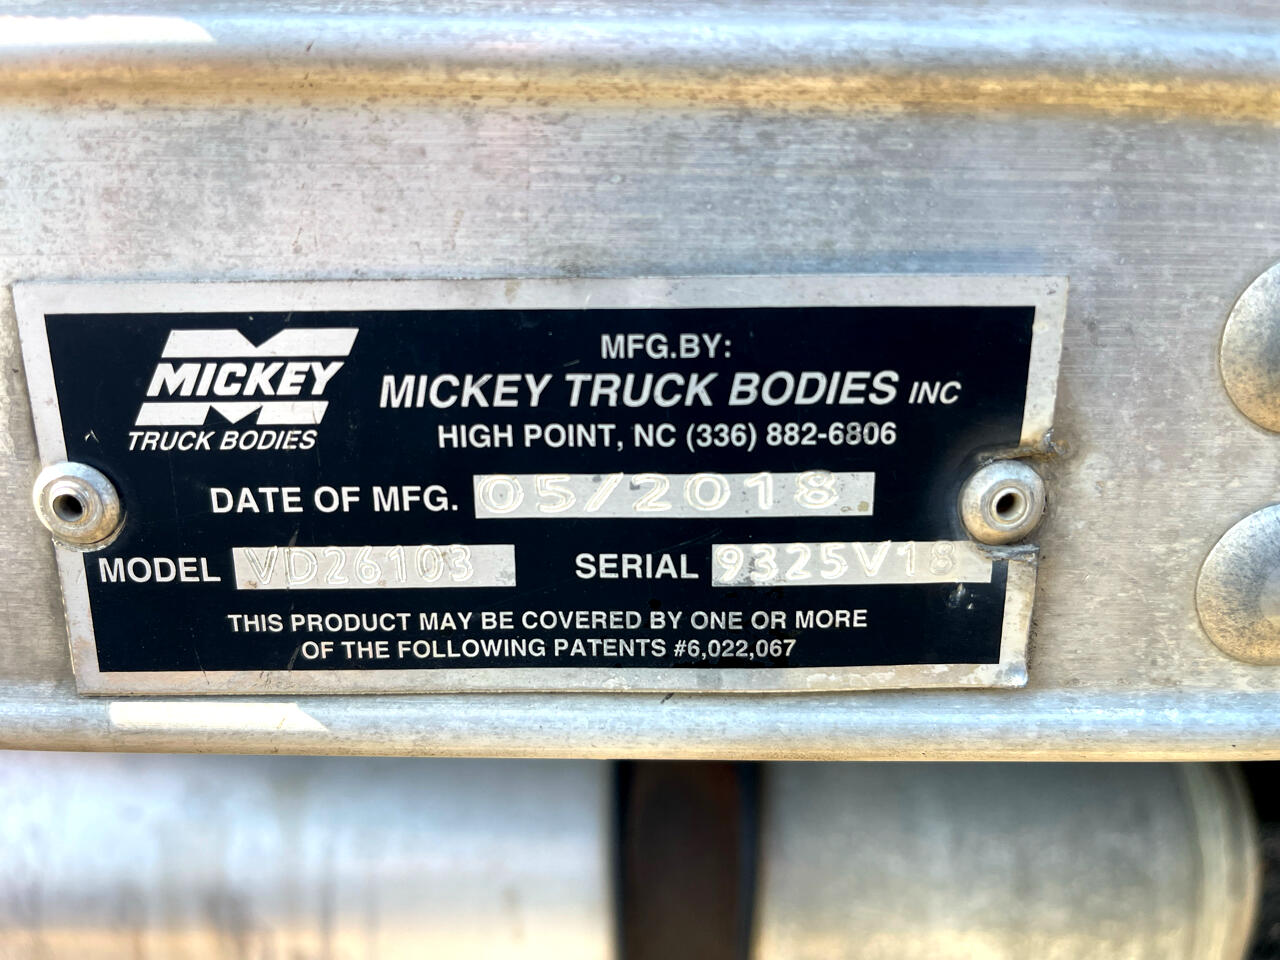 MICKEY
TRUCK BODIES
MFG.BY:
MICKEY TRUCK BODIES INC
HIGH POINT, NC (336) 882-6806
DATE OF MFG. 05/2018
MODEL VD26103 SERIAL 9325V18
THIS PRODUCT MAY BE COVERED BY ONE OR MORE
OF THE FOLLOWING PATENTS #6,022,067